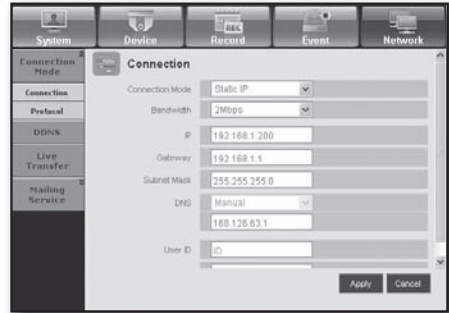 System Device Record Event Network
REC
Connection Mode
Connection
Protocol
DDNS
Live Transfer
Mailing Service
Connection
Connection Mode Static IP
Bandwidth 2Mbps
IP 192.168.1.200
Gateway 192.168.1.1
Subnet Mask 255.255.255.0
DNS Manual
168.126.63.1
User ID ID
Apply Cancel